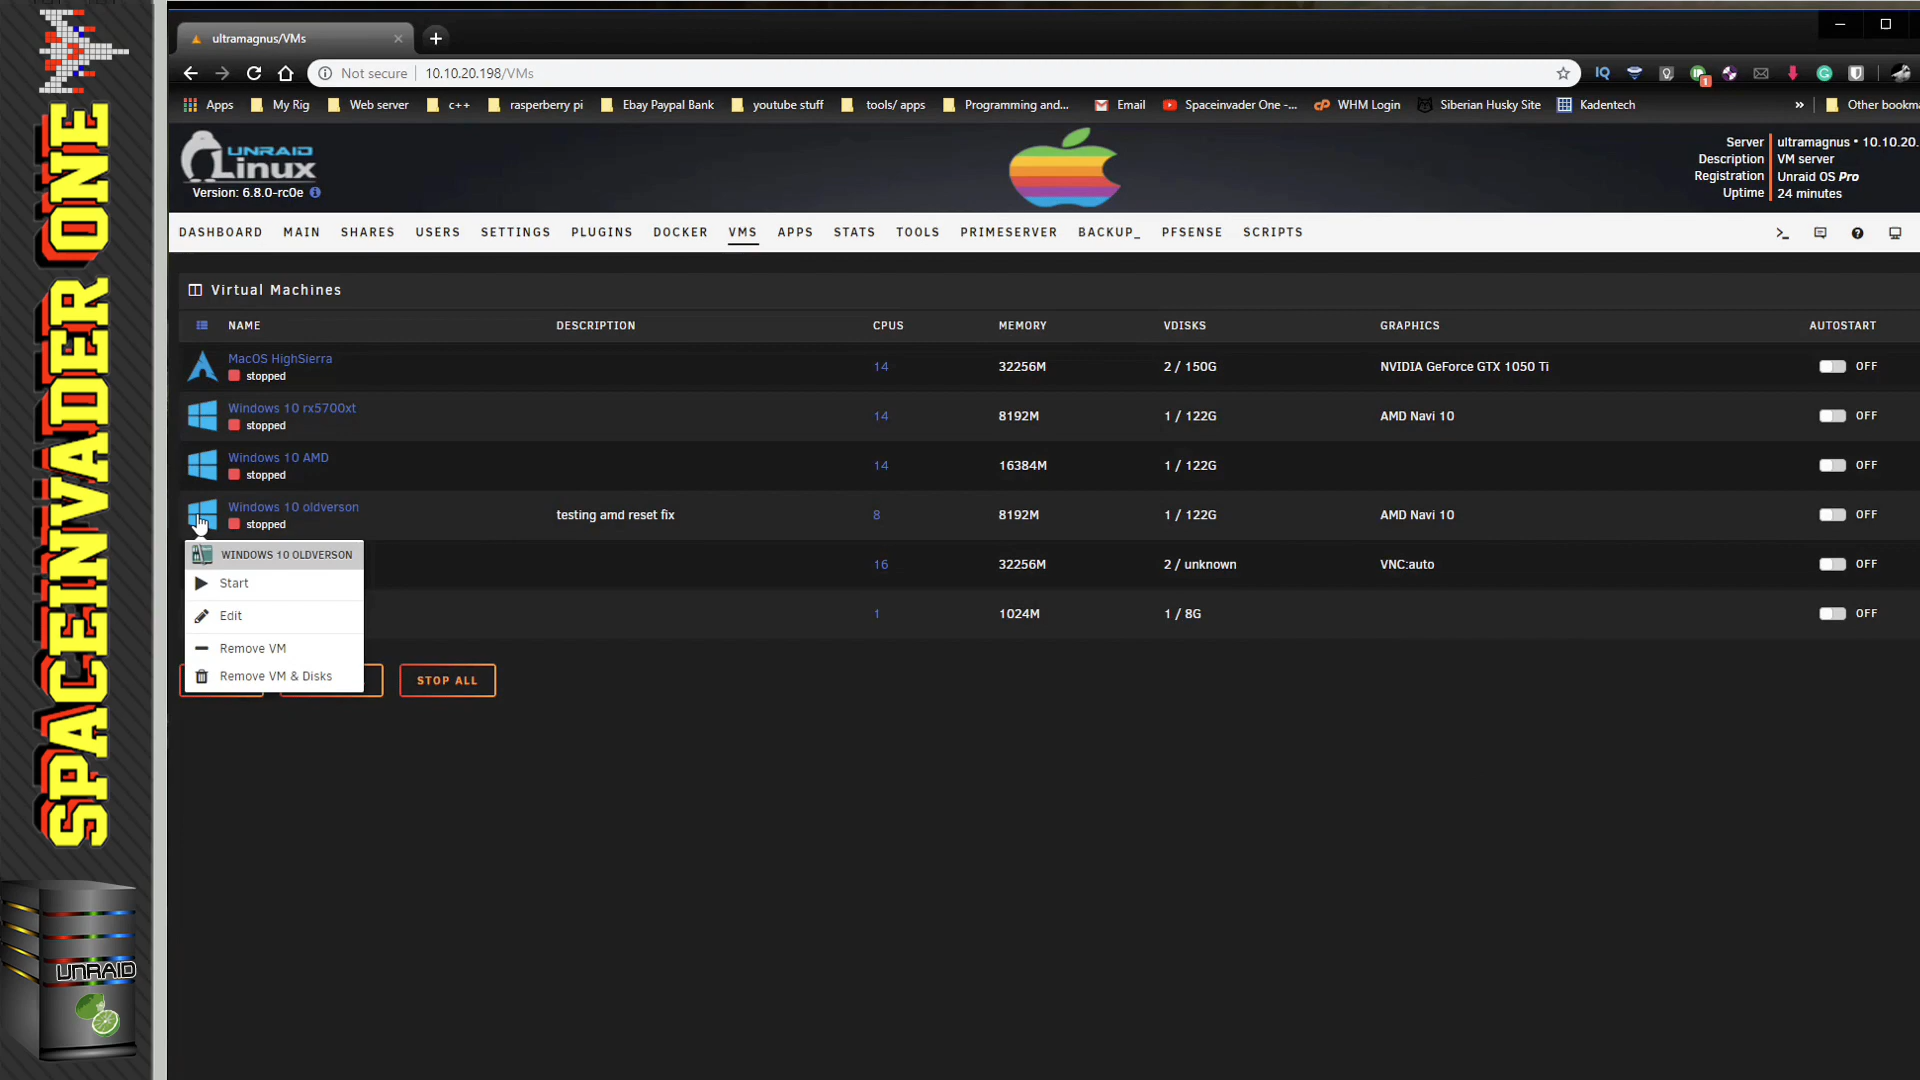 SPACEINVADER ONE
UNRAID
ultramagnus/VMs
Not secure 10.10.20.198/VMs
Apps My Rig Web server c++ rasperberry pi Ebay Paypal Bank youtube stuff tools/ apps Programming and... Email Spaceinvader One -... WHM Login Siberian Husky Site Kadentech » Other bookma
UNRAID
Linux
Version: 6.8.0-rc0e
Server ultramagnus • 10.10.20.
Description VM server
Registration Unraid OS Pro
Uptime 24 minutes
DASHBOARD MAIN SHARES USERS SETTINGS PLUGINS DOCKER VMS APPS STATS TOOLS PRIMESERVER BACKUP_ PFSENSE SCRIPTS
Virtual Machines
NAME DESCRIPTION CPUS MEMORY VDISKS GRAPHICS AUTOSTART
MacOS HighSierra
stopped
14 32256M 2 / 150G NVIDIA GeForce GTX 1050 Ti OFF
Windows 10 rx5700xt
stopped
14 8192M 1 / 122G AMD Navi 10 OFF
Windows 10 AMD
stopped
14 16384M 1 / 122G OFF
Windows 10 oldverson
stopped
testing amd reset fix 8 8192M 1 / 122G AMD Navi 10 OFF
WINDOWS 10 OLDVERSON
Start
Edit
Remove VM
Remove VM & Disks
16 32256M 2 / unknown VNC:auto OFF
1 1024M 1 / 8G OFF
STOP ALL